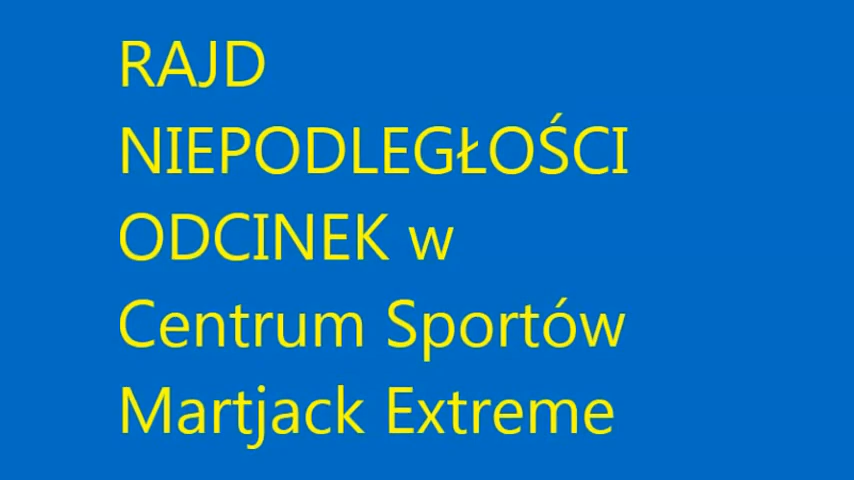 RAJD
NIEPODLEGŁOŚCI
ODCINEK w
Centrum Sportów
Martjack Extreme